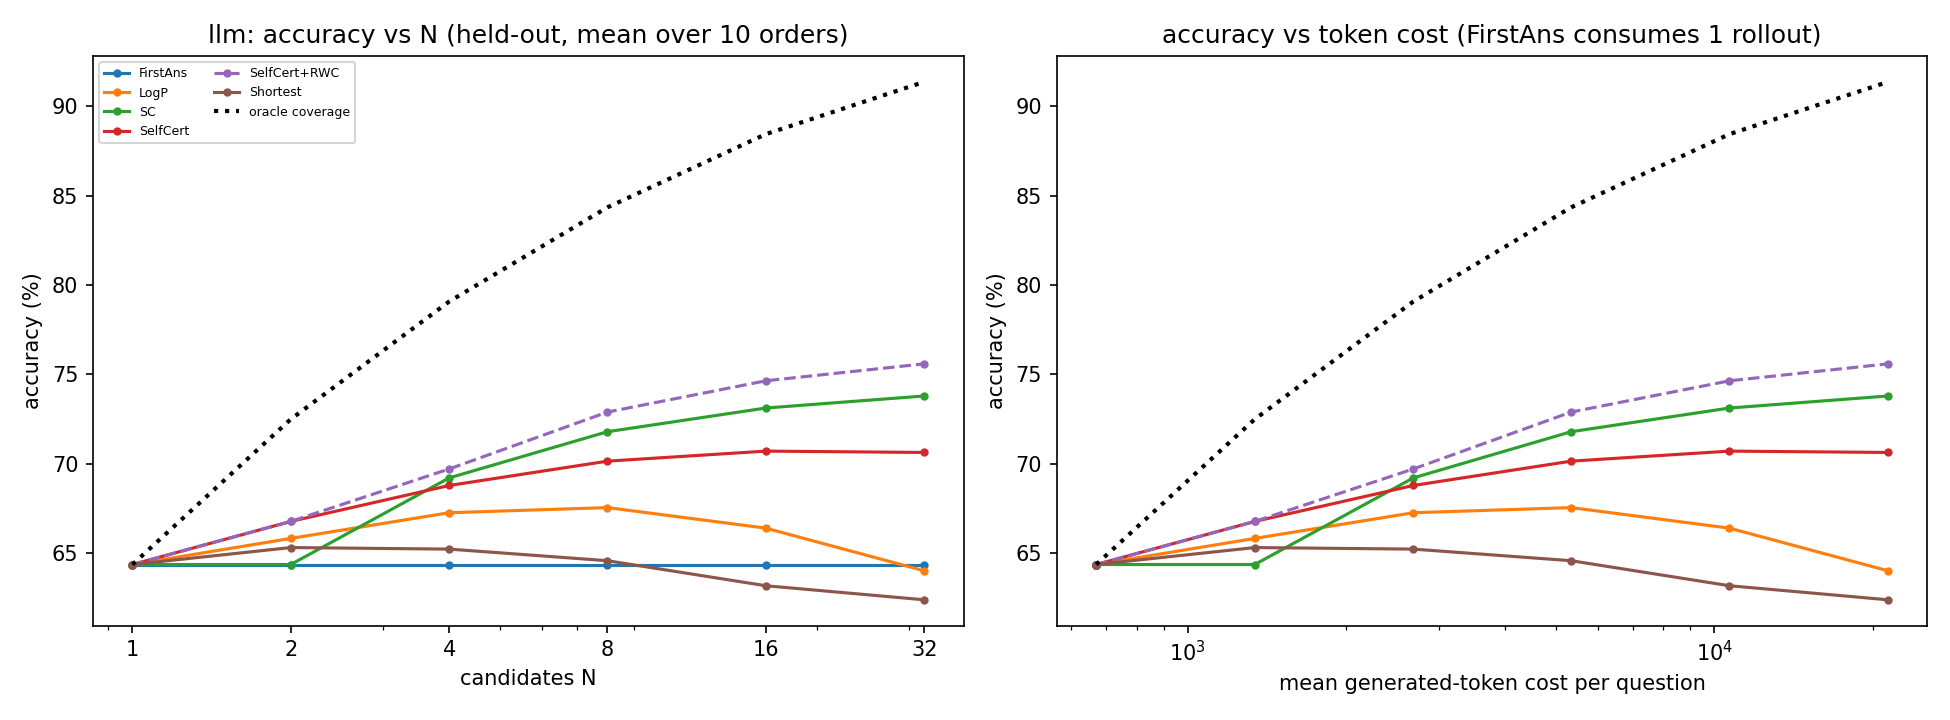 llm: accuracy vs N (held-out, mean over 10 orders)
FirstAns
LogP
SC
SelfCert
SelfCert+RWC
Shortest
oracle coverage
accuracy (%)
90
85
80
75
70
65
1 2 4 8 16 32
candidates N
accuracy vs token cost (FirstAns consumes 1 rollout)
accuracy (%)
90
85
80
75
70
65
10³ 10⁴
mean generated-token cost per question